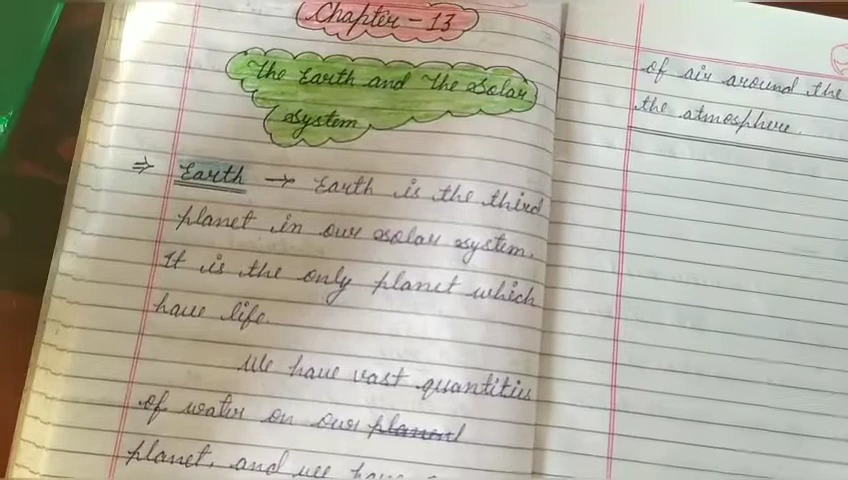 Chapter - 13
The Earth and The Solar
System
⇒ Earth → Earth is the third
planet in our solar system.
It is the only planet which
have life.
We have vast quantities
of water on our planet
planet, and we have
of air around the
the atmosphere.